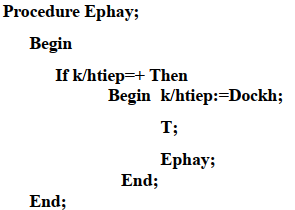 Procedure Ephay;
Begin
If k/htiep=+ Then
Begin k/htiep:=Dockh;
T;
Ephay;
End;
End;